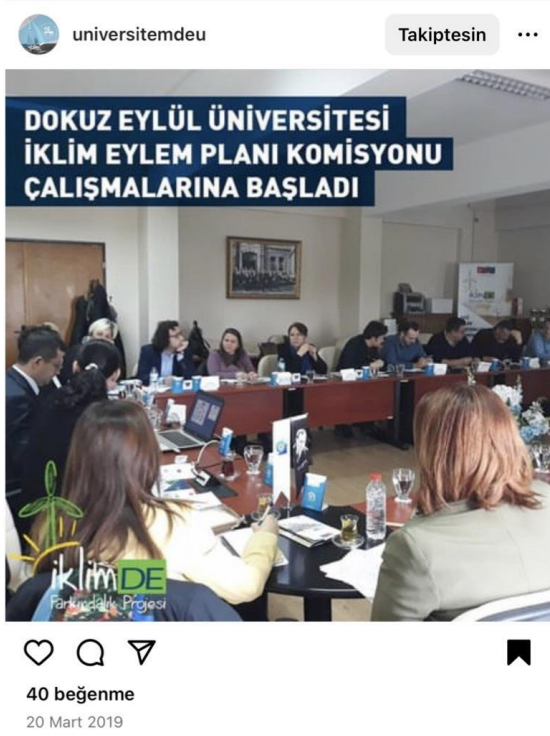 universitemdeu
Takiptesin
DOKUZ EYLÜL ÜNİVERSİTESİ
İKLİM EYLEM PLANI KOMİSYONU
ÇALIŞMALARINA BAŞLADI
iklimDE
Farkındalık Projesi
40 beğenme
20 Mart 2019